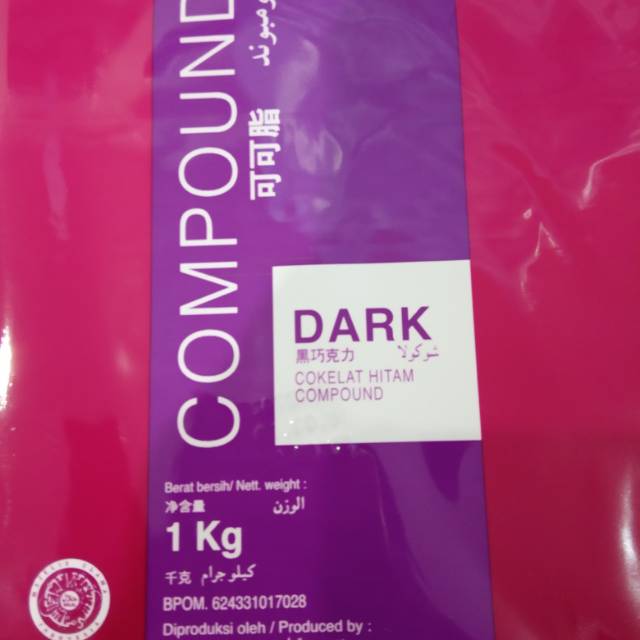 COMPOUND
可可脂
DARK
黑巧克力 شوكولا
COKELAT HITAM
COMPOUND
Berat bersih/ Nett. weight :
净含量 الوزن
1 Kg
千克 كيلو جرام
BPOM. 624331017028
Diproduksi oleh / Produced by :